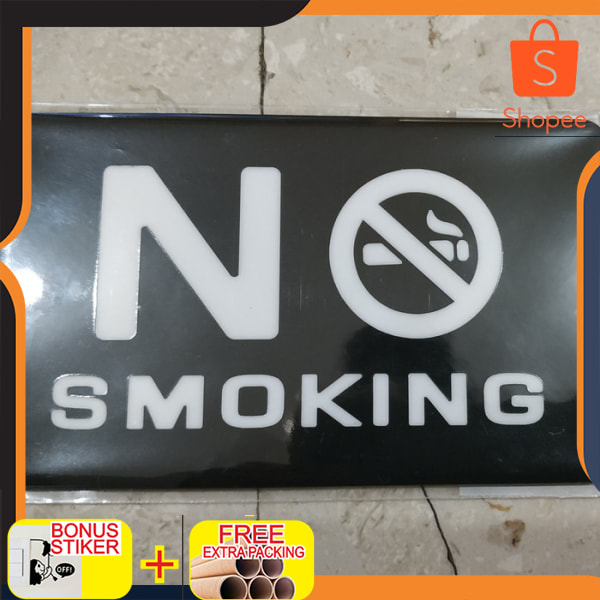 S
Shopee
NO
SMOKING
BONUS
STIKER
OFF!
+
FREE
EXTRA PACKING